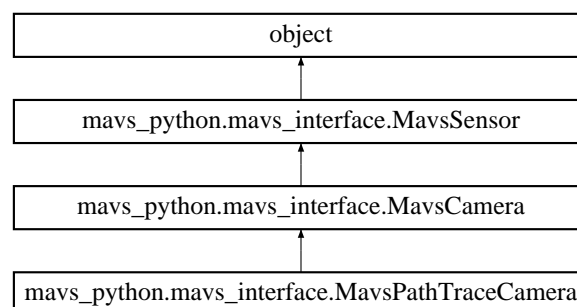 object
mavs_python.mavs_interface.MavsSensor
mavs_python.mavs_interface.MavsCamera
mavs_python.mavs_interface.MavsPathTraceCamera